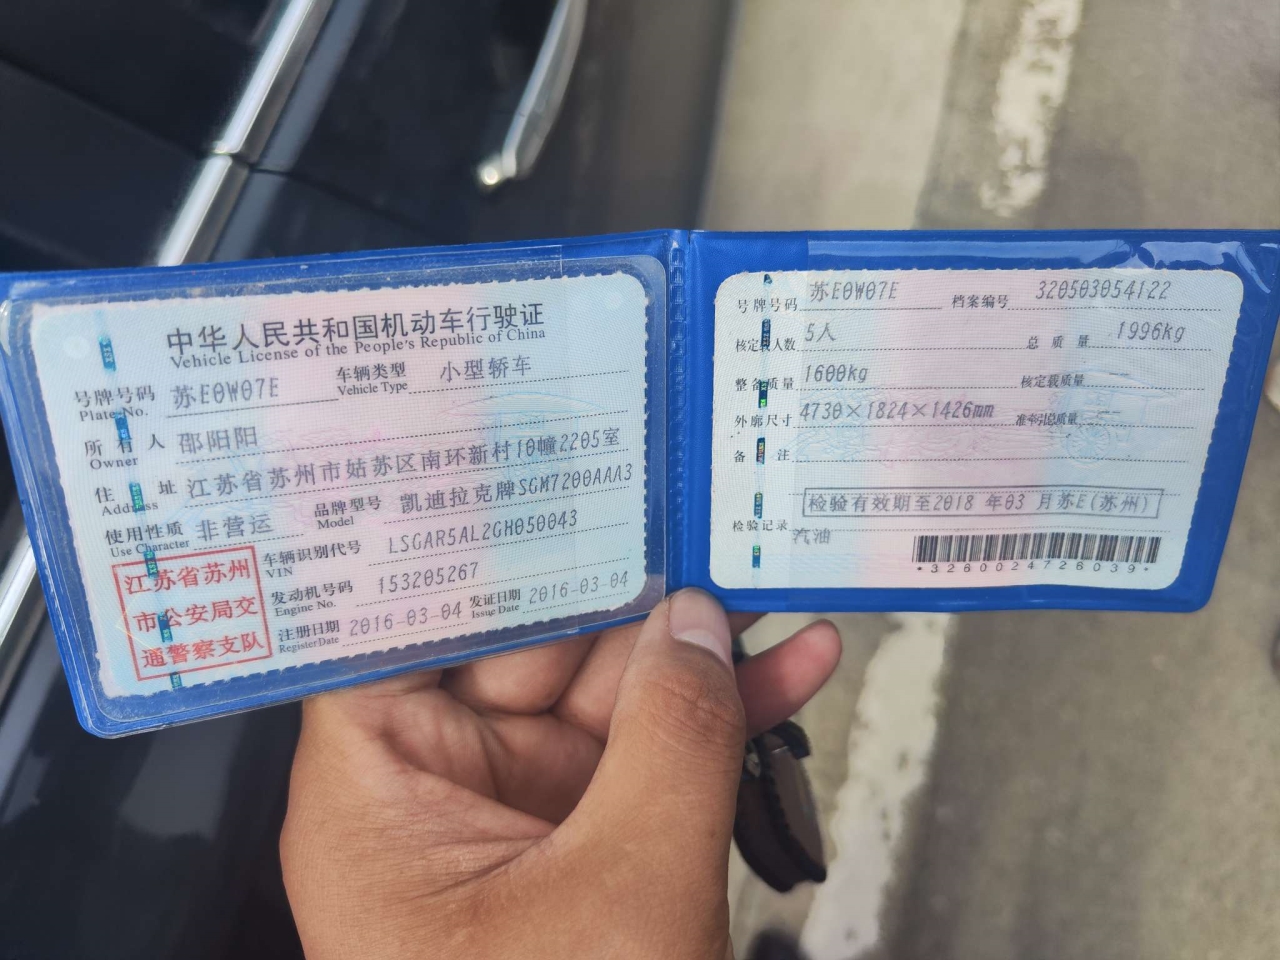 中华人民共和国机动车行驶证
Vehicle License of the People's Republic of China
号牌号码 苏E0W07E 车辆类型 小型轿车
Plate No. Vehicle Type
所有人 邵阳阳
Owner
住址 江苏省苏州市姑苏区南环新村10幢2205室
Address
使用性质 非营运 品牌型号 凯迪拉克牌SGM7200AAA3
Use Character Model
江苏省苏州
市公安局交
通警察支队
车辆识别代号 LSGAR5AL2GH050043
VIN
发动机号码 153205267
Engine No.
注册日期 2016-03-04 发证日期 2016-03-04
Register Date Issue Date
号牌号码 苏E0W07E 档案编号 320503054122
核定载人数 5人 总质量 1996kg
整备质量 1600kg 核定载质量 --
外廓尺寸 4730×1824×1426mm 准牵引总质量 --
备注
检验有效期至2018 年03 月苏E(苏州)
检验记录
汽油
*3260024726039*